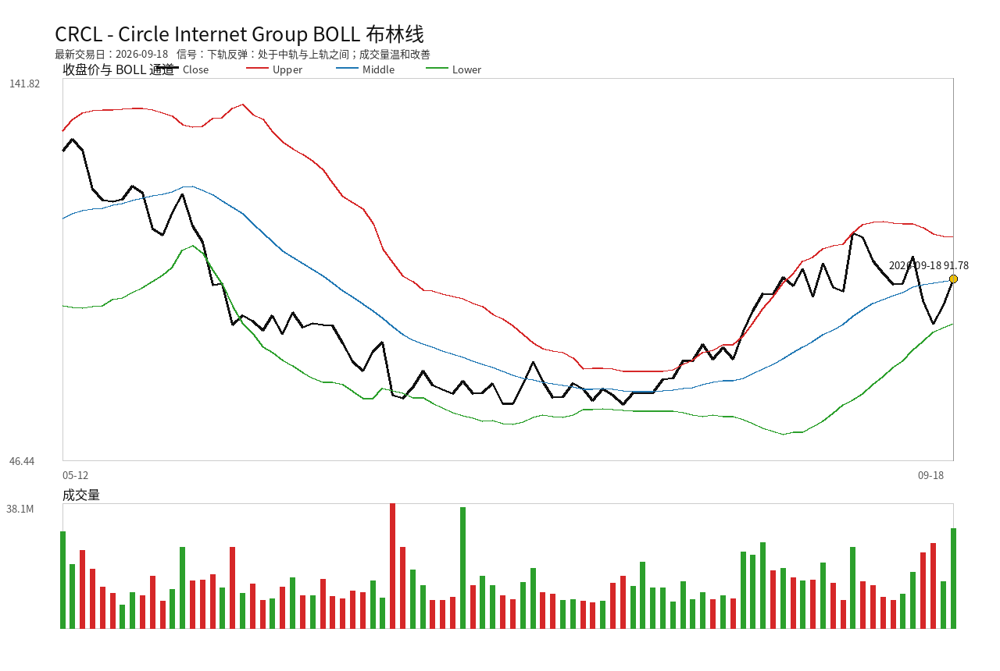 CRCL - Circle Internet Group BOLL 布林线
最新交易日：2026-09-18 信号：下轨反弹：处于中轨与上轨之间；成交量温和改善
收盘价与 BOLL 通道 Close Upper Middle Lower
141.82
2026-09-18 91.78
46.44
05-12 09-18
成交量
38.1M